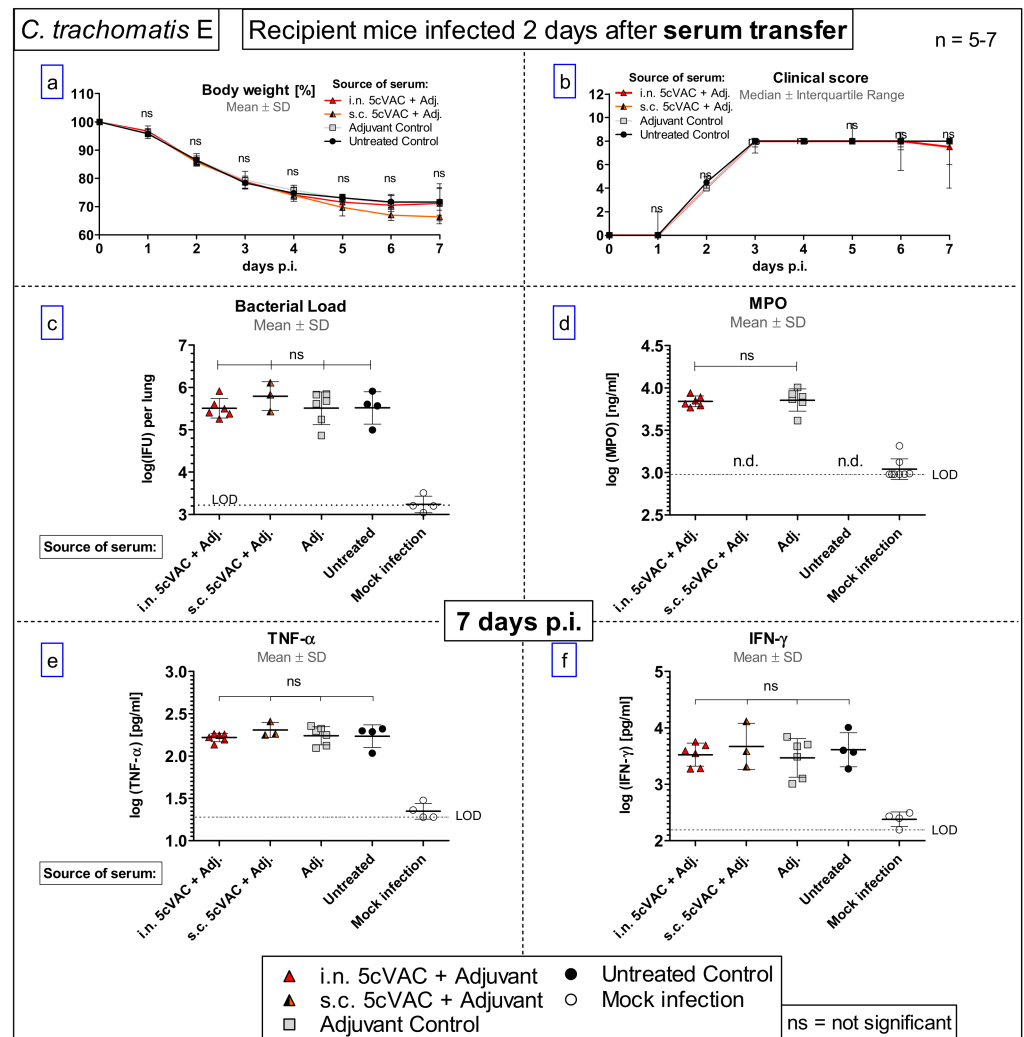 C. trachomatis E
Recipient mice infected 2 days after serum transfer
n = 5-7
a
Body weight [%]
Mean ± SD
Source of serum:
i.n. 5cVAC + Adj.
s.c. 5cVAC + Adj.
Adjuvant Control
Untreated Control
110
100
90
80
70
60
ns
ns
ns
ns
ns
ns
ns
0 1 2 3 4 5 6 7
days p.i.
b
Source of serum:
i.n. 5cVAC + Adj.
s.c. 5cVAC + Adj.
Adjuvant Control
Untreated Control
Clinical score
Median ± Interquartile Range
12
10
8
6
4
2
0
ns
ns
ns
ns
ns
0 1 2 3 4 5 6 7
days p.i.
c
Bacterial Load
Mean ± SD
log(IFU) per lung
7
6
5
4
3
ns
LOD
Source of serum:
i.n. 5cVAC + Adj.
s.c. 5cVAC + Adj.
Adj.
Untreated
Mock infection
d
MPO
Mean ± SD
log (MPO) [ng/ml]
4.5
4.0
3.5
3.0
2.5
ns
n.d.
n.d.
LOD
i.n. 5cVAC + Adj.
s.c. 5cVAC + Adj.
Adj.
Untreated
Mock infection
7 days p.i.
e
TNF-α
Mean ± SD
log (TNF-α) [pg/ml]
3.0
2.5
2.0
1.5
1.0
ns
LOD
Source of serum:
i.n. 5cVAC + Adj.
s.c. 5cVAC + Adj.
Adj.
Untreated
Mock infection
f
IFN-γ
Mean ± SD
log (IFN-γ) [pg/ml]
5
4
3
2
ns
LOD
i.n. 5cVAC + Adj.
s.c. 5cVAC + Adj.
Adj.
Untreated
Mock infection
i.n. 5cVAC + Adjuvant
s.c. 5cVAC + Adjuvant
Adjuvant Control
Untreated Control
Mock infection
ns = not significant